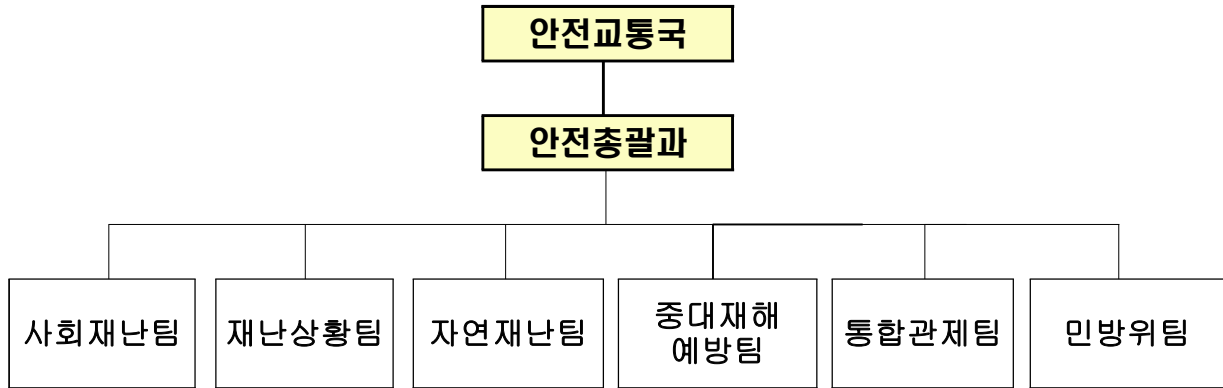 안전교통국
안전총괄과
사회재난팀
재난상황팀
자연재난팀
중대재해
예방팀
통합관제팀
민방위팀